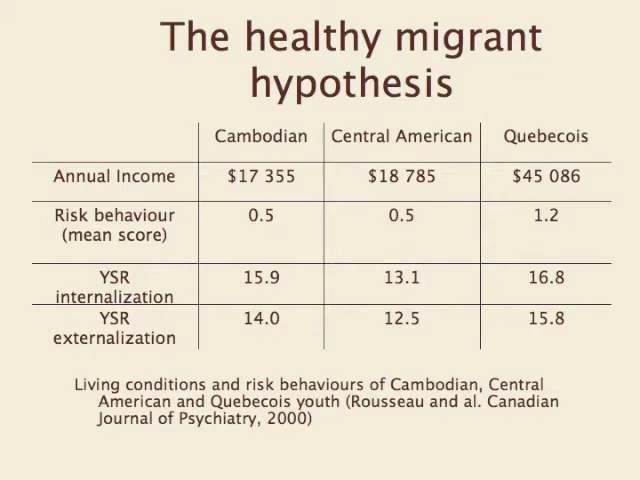 The healthy migrant
hypothesis
Cambodian Central American Quebecois
Annual Income $17 355 $18 785 $45 086
Risk behaviour 0.5 0.5 1.2
(mean score)
YSR 15.9 13.1 16.8
internalization
YSR 14.0 12.5 15.8
externalization
Living conditions and risk behaviours of Cambodian, Central
American and Quebecois youth (Rousseau and al. Canadian
Journal of Psychiatry, 2000)